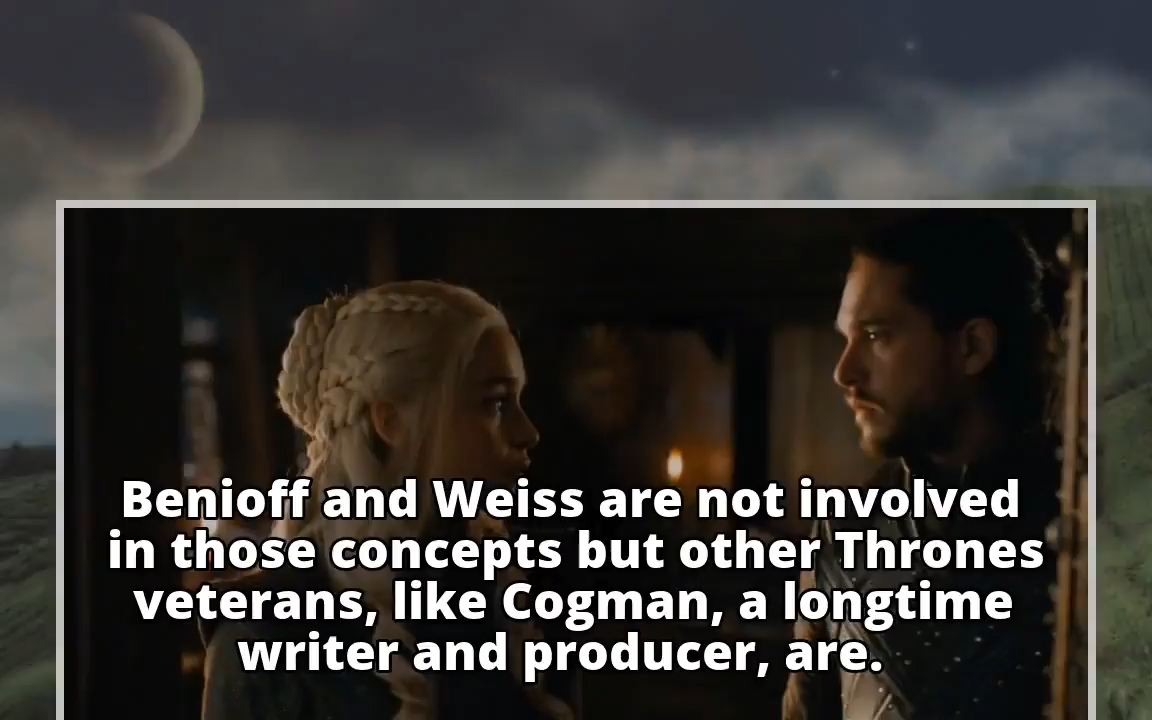 Benioff and Weiss are not involved
in those concepts but other Thrones
veterans, like Cogman, a longtime
writer and producer, are.